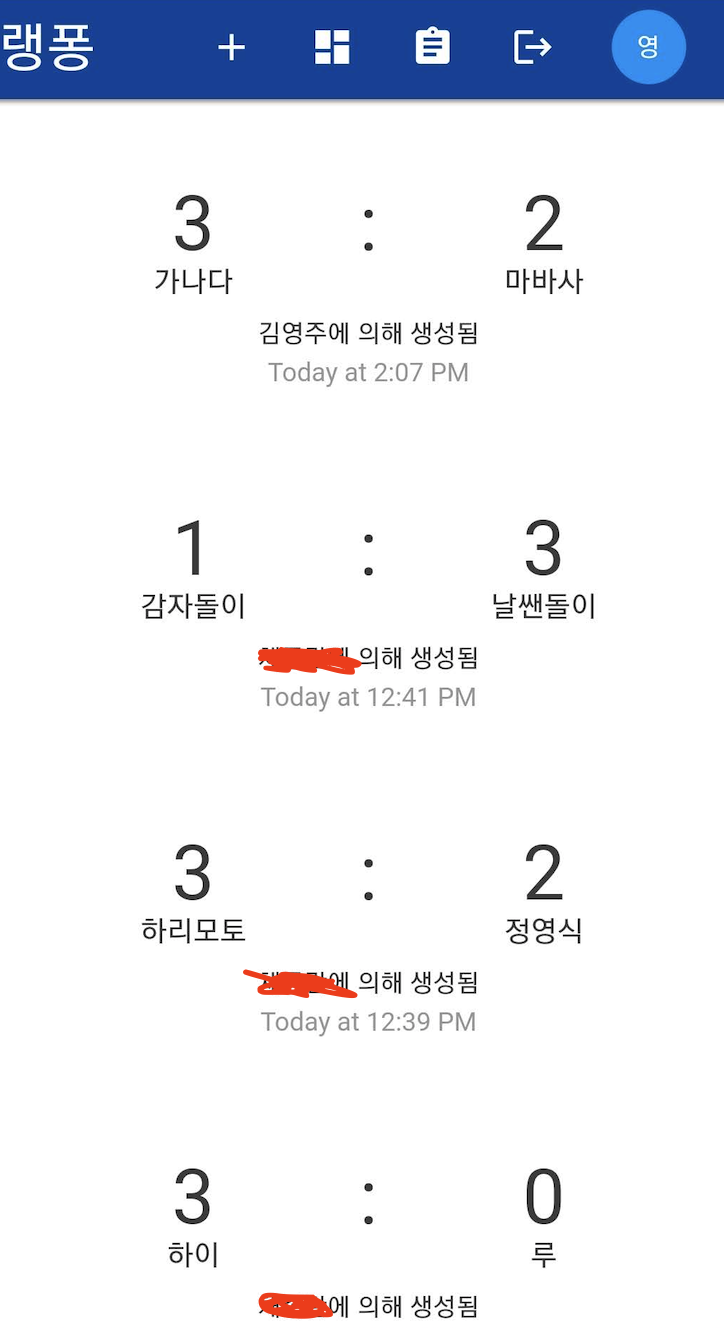 랭퐁
영
3 : 2
가나다 마바사
김영주에 의해 생성됨
Today at 2:07 PM
1 : 3
감자돌이 날쌘돌이
의해 생성됨
Today at 12:41 PM
3 : 2
하리모토 정영식
에 의해 생성됨
Today at 12:39 PM
3 : 0
하이 루
에 의해 생성됨